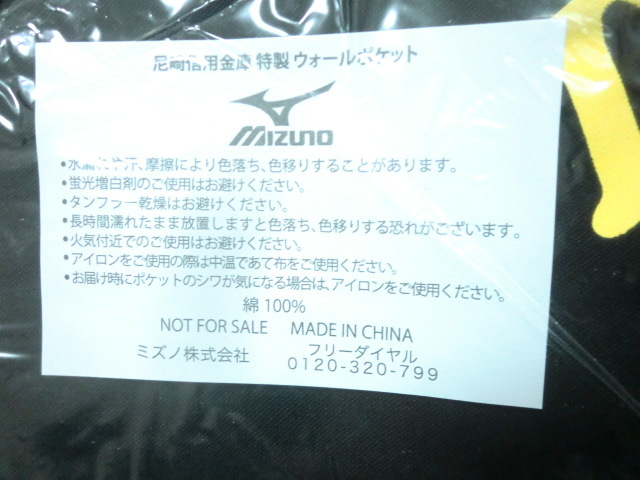 尼崎信用金庫 特製 ウォールポケット
MIZUNO
•水漏れや汗、摩擦により色落ち、色移りすることがあります。
•蛍光増白剤のご使用はお避けください。
•タンブラー乾燥はお避けください。
•長時間濡れたまま放置しますと色落ち、色移りする恐れがございます。
•火気付近でのご使用はお避けください。
•アイロンをご使用の際は中温であて布をご使用ください。
•お届け時にポケットのシワが気になる場合は、アイロンをご使用ください。
綿 100%
NOT FOR SALE MADE IN CHINA
ミズノ株式会社 フリーダイヤル
0120-320-799